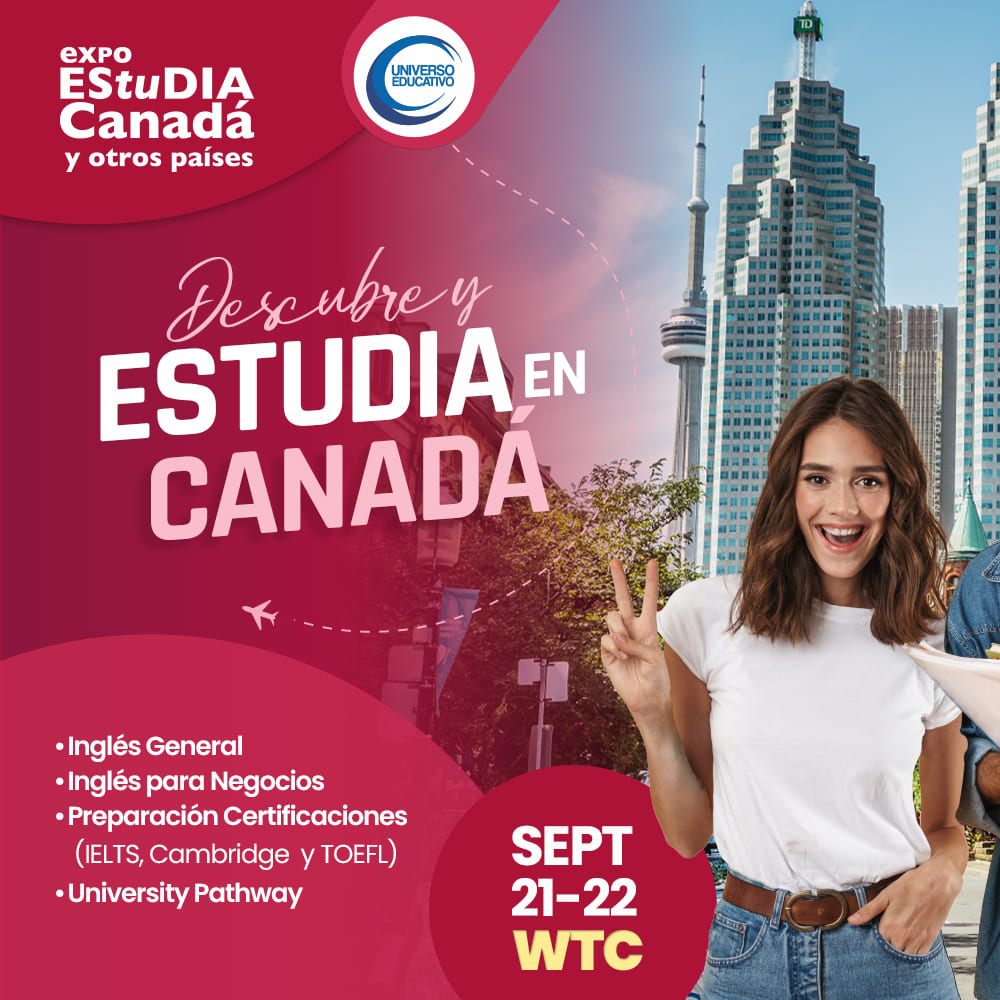 expo
EStuDIA
Canadá
y otros países
UNIVERSO
EDUCATIVO
TD
Descubre y
ESTUDIA EN
CANADÁ
• Inglés General
• Inglés para Negocios
• Preparación Certificaciones
(IELTS, Cambridge y TOEFL)
• University Pathway
SEPT
21-22
WTC